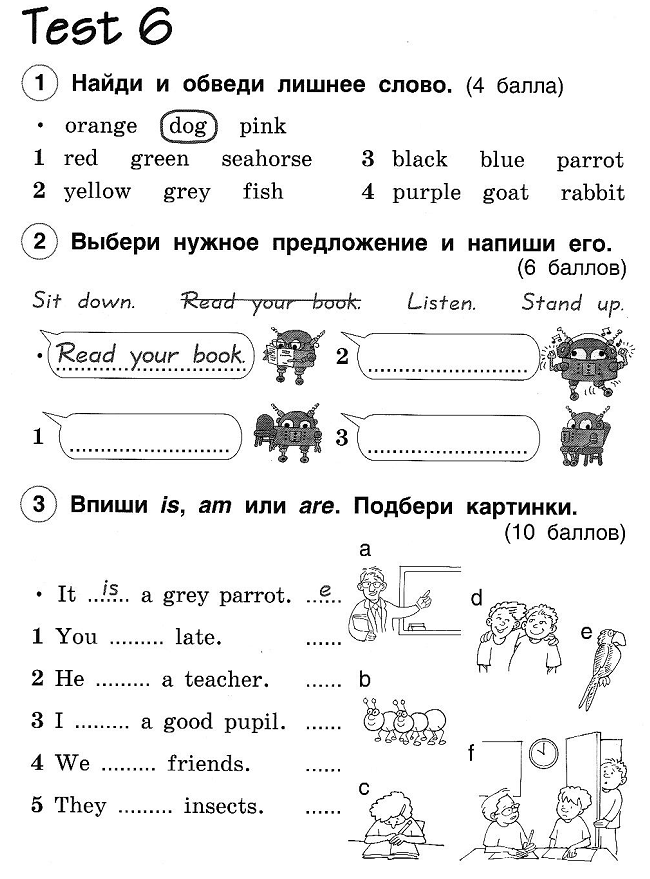 Test 6
1 Найди и обведи лишнее слово. (4 балла)
• orange dog pink
1 red green seahorse 3 black blue parrot
2 yellow grey fish 4 purple goat rabbit
2 Выбери нужное предложение и напиши его.
(6 баллов)
Sit down. Read your book. Listen. Stand up.
• Read your book. 2 ....................
1 .................... 3 ....................
3 Впиши is, am или are. Подбери картинки.
(10 баллов)
a
• It ...is... a grey parrot. ...e...
d
e
1 You ......... late. ......
2 He ......... a teacher. ...... b
3 I ......... a good pupil. ......
f
4 We ......... friends. ......
c
5 They ......... insects. ......